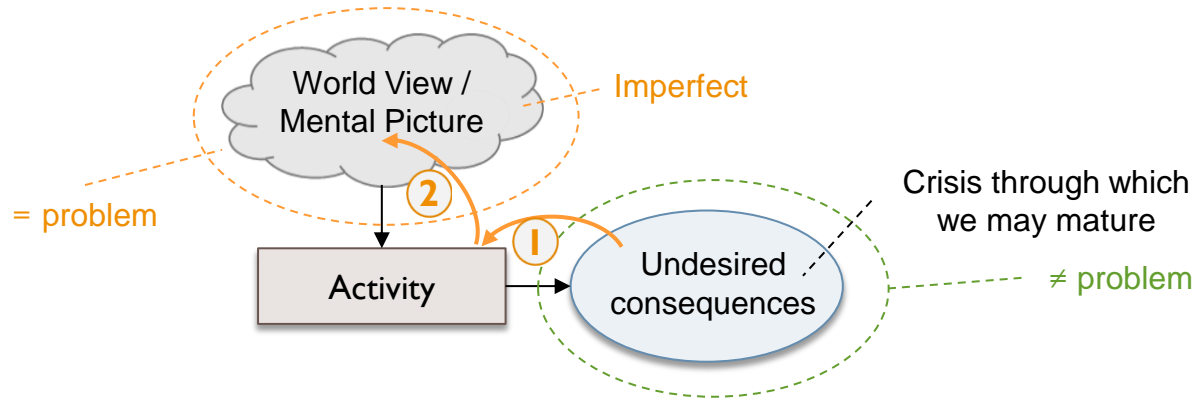 World View /
Mental Picture
Imperfect
= problem
2
1
Crisis through which
we may mature
Activity
Undesired
consequences
≠ problem